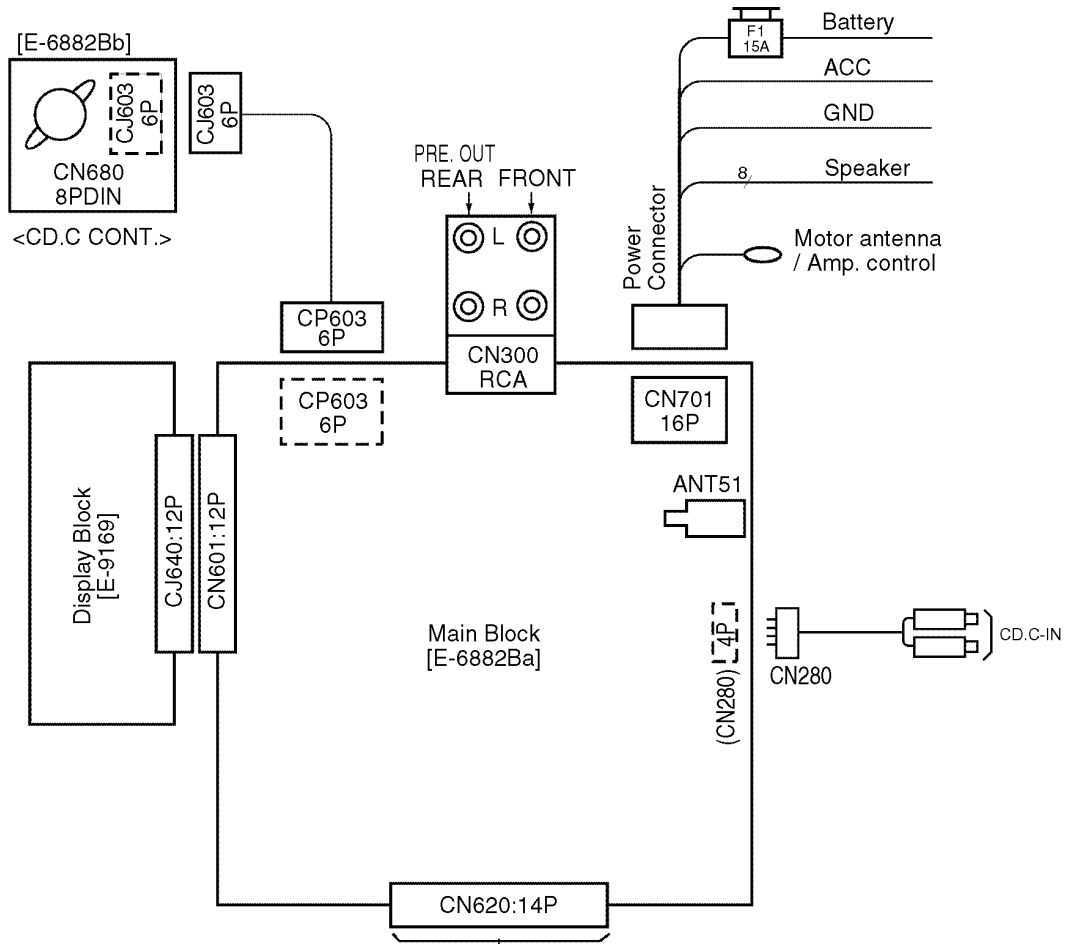 [E-6882Bb]
CJ603
6P
CN680
8PDIN
<CD.C CONT.>
CJ603
6P
PRE. OUT
REAR FRONT
L
R
CN300
RCA
CP603
6P
CP603
6P
F1
15A
Battery
ACC
GND
8
Speaker
Motor antenna
/ Amp. control
Power
Connector
CN701
16P
ANT51
Display Block
[E-9169]
CJ640:12P
CN601:12P
Main Block
[E-6882Ba]
4P
(CN280)
CN280
CD.C-IN
CN620:14P